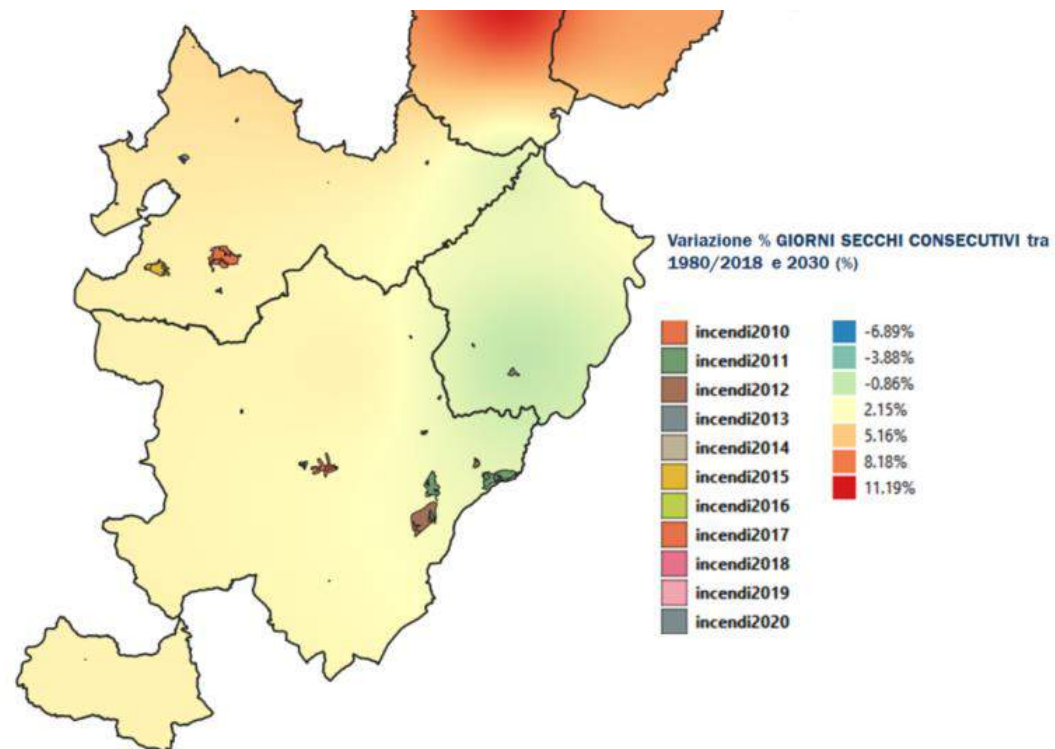 Variazione % GIORNI SECCHI CONSECUTIVI tra
1980/2018 e 2030 (%)
incendi2010
incendi2011
incendi2012
incendi2013
incendi2014
incendi2015
incendi2016
incendi2017
incendi2018
incendi2019
incendi2020
-6.89%
-3.88%
-0.86%
2.15%
5.16%
8.18%
11.19%